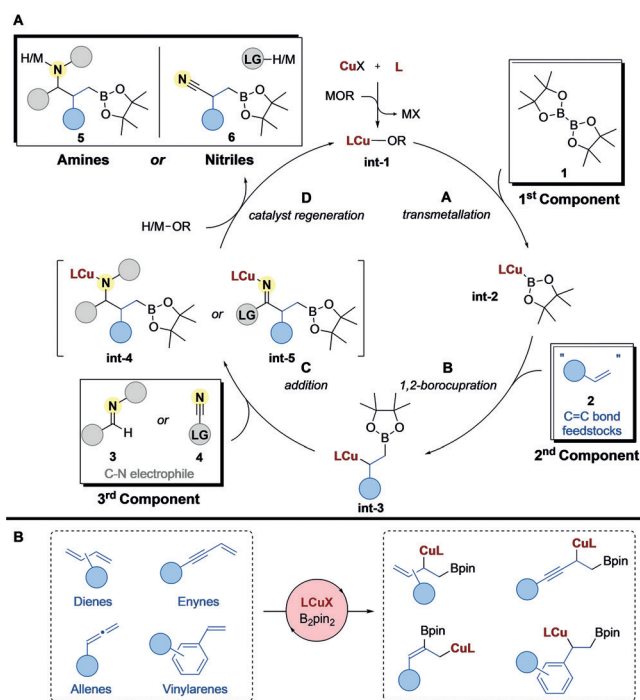 A
H/M
N
B
O
O
5
Amines
or
N
B
O
O
6
Nitriles
LG
H/M
CuX + L
MOR
MX
LCu
OR
int-1
O
O
B
B
O
O
1
1st Component
D
catalyst regeneration
A
transmetallation
H/M
OR
LCu
N
B
O
O
int-4
or
LCu
N
LG
B
O
O
int-5
LCu
B
O
O
int-2
C
addition
B
1,2-borocupration
" "
2
C=C bond
feedstocks
2nd Component
N
H
3
or
N
LG
4
C-N electrophile
3rd Component
O
O
B
LCu
int-3
B
Dienes
Enynes
Allenes
Vinylarenes
LCuX
B2pin2
CuL
Bpin
CuL
Bpin
Bpin
CuL
LCu
Bpin